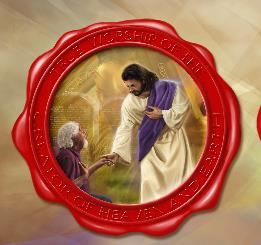 TRUE WORSHIP OF THE
CREATOR OF HEAVEN AND EARTH